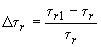 Δτᵣ = (τᵣ₁ − τᵣ) / τᵣ